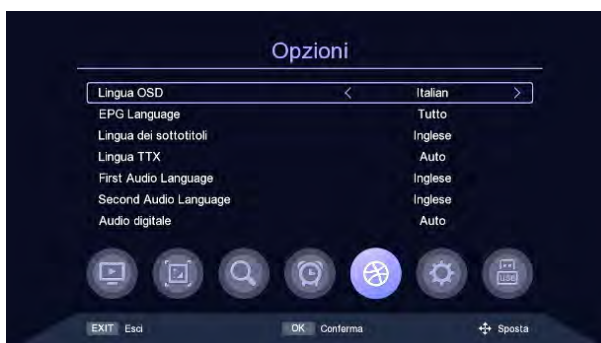 Opzioni
Lingua OSD < Italian >
EPG Language Tutto
Lingua dei sottotitoli Inglese
Lingua TTX Auto
First Audio Language Inglese
Second Audio Language Inglese
Audio digitale Auto
USB
EXIT Esci OK Conferma Sposta